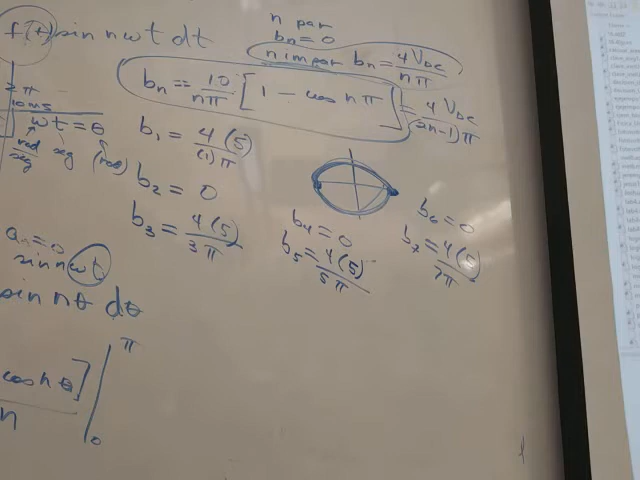 n par
bn = 0
n impar bn = 4VDC / nπ
f(t) sin nωt dt
bn = 10/nπ [1 − cos nπ] = 4VDC / (2n−1)π
= π
10 ms
ωt = θ
rad/seg seg (rad)
b1 = 4(5) / (1)π
b2 = 0
b3 = 4(5) / 3π
b4 = 0
b5 = 4(5) / 5π
b6 = 0
b7 = 4(5) / 7π
an = 0
sin nωt
sin nθ dθ
cos nθ] / n |π 0